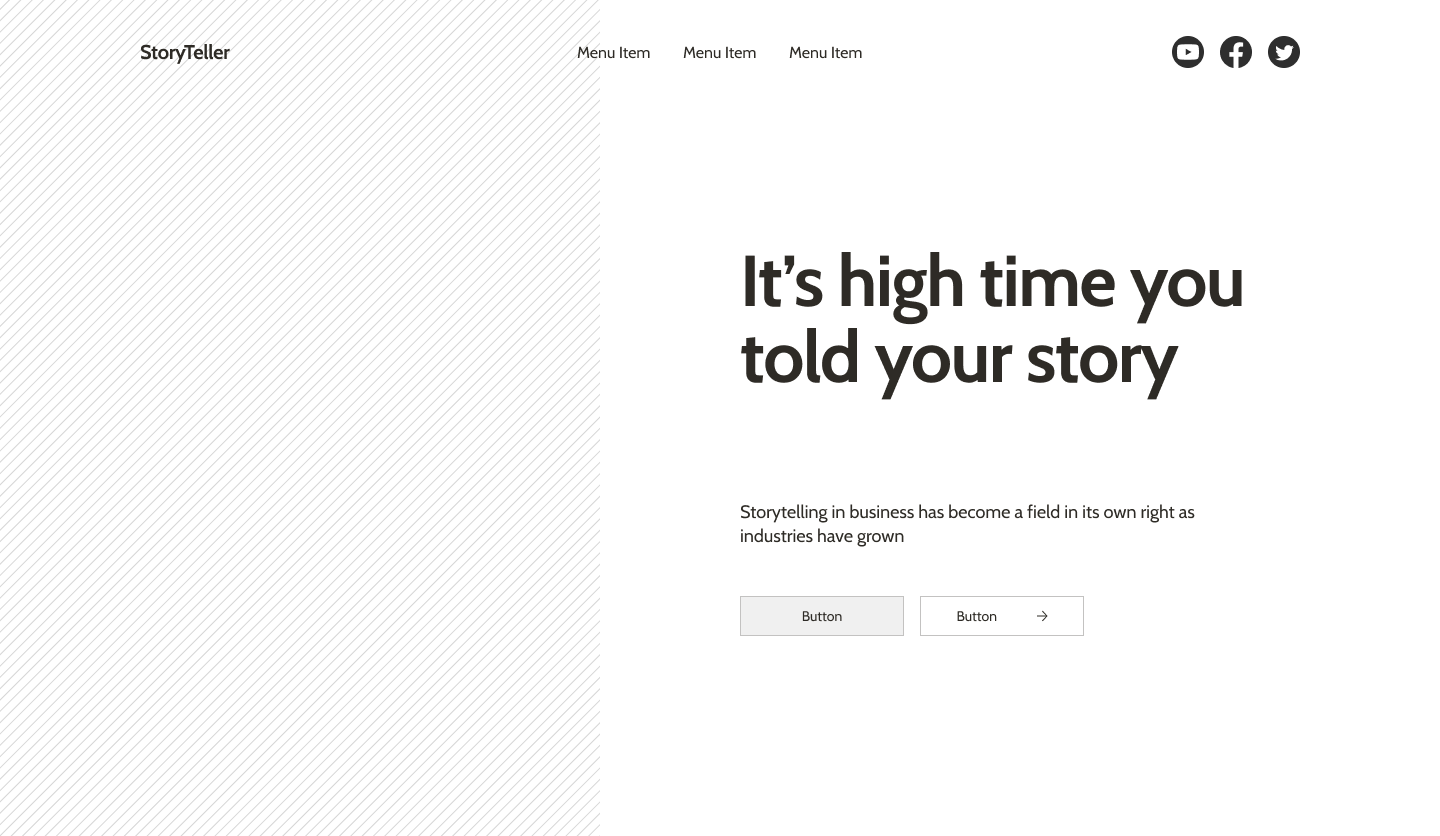 StoryTeller
Menu Item Menu Item Menu Item
It’s high time you
told your story
Storytelling in business has become a field in its own right as
industries have grown
Button
Button